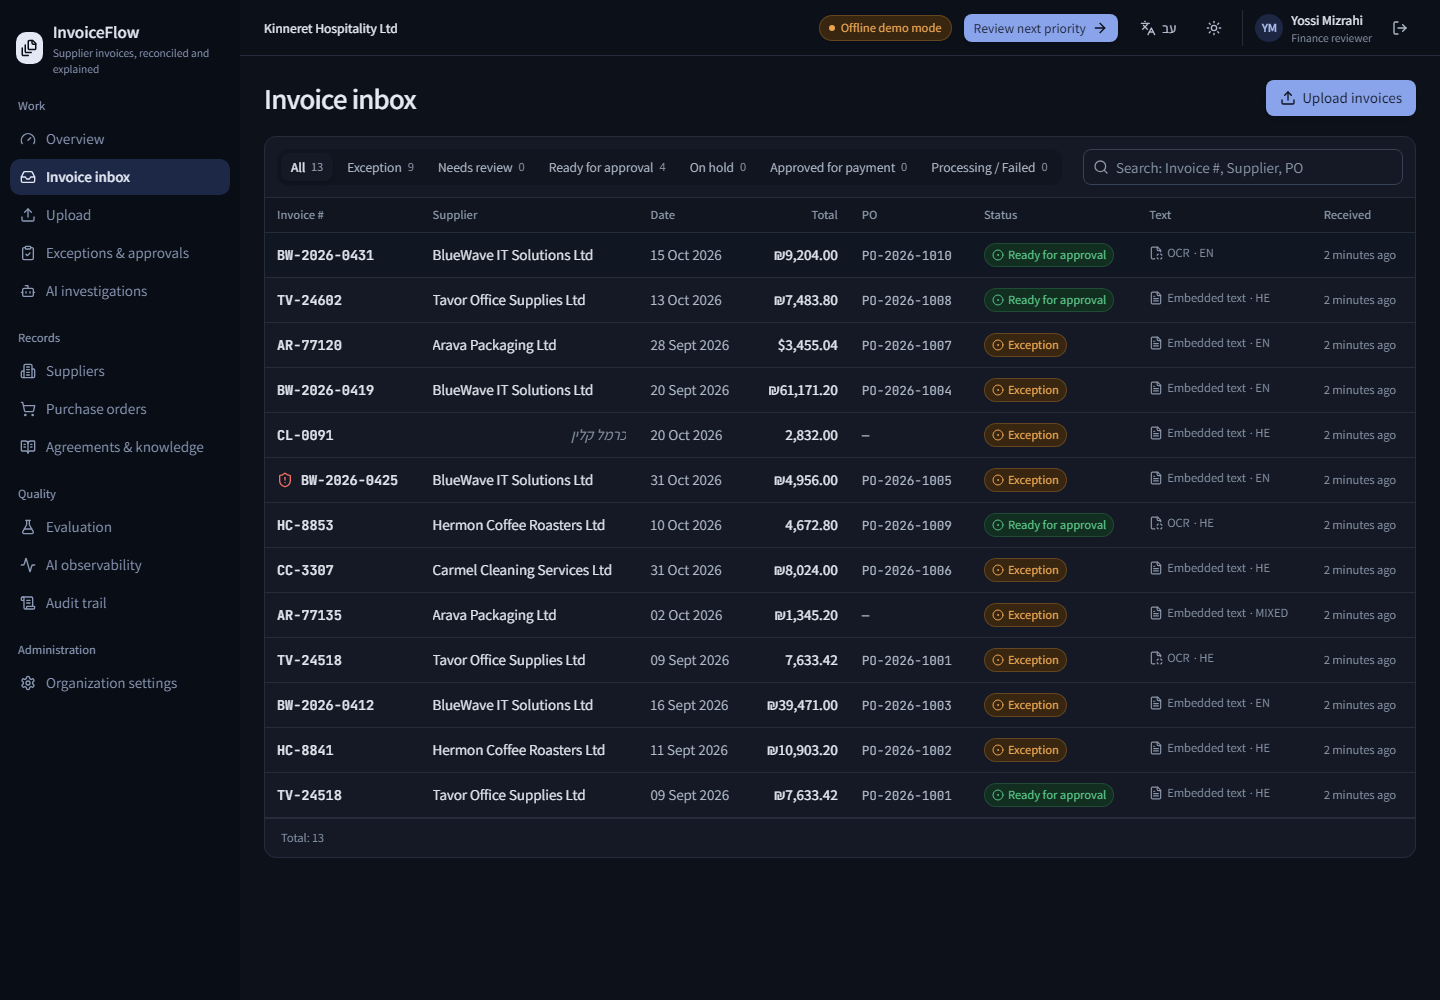 InvoiceFlow
Supplier invoices, reconciled and
explained
Work
Overview
Invoice inbox
Upload
Exceptions & approvals
AI investigations
Records
Suppliers
Purchase orders
Agreements & knowledge
Quality
Evaluation
AI observability
Audit trail
Administration
Organization settings
Kinneret Hospitality Ltd
Offline demo mode
Review next priority
עב
YM
Yossi Mizrahi
Finance reviewer
Invoice inbox
Upload invoices
All 13 Exception 9 Needs review 0 Ready for approval 4 On hold 0 Approved for payment 0 Processing / Failed 0
Search: Invoice #, Supplier, PO
Invoice # Supplier Date Total PO Status Text Received
BW-2026-0431 BlueWave IT Solutions Ltd 15 Oct 2026 ₪9,204.00 PO-2026-1010 Ready for approval OCR · EN 2 minutes ago
TV-24602 Tavor Office Supplies Ltd 13 Oct 2026 ₪7,483.80 PO-2026-1008 Ready for approval Embedded text · HE 2 minutes ago
AR-77120 Arava Packaging Ltd 28 Sept 2026 $3,455.04 PO-2026-1007 Exception Embedded text · EN 2 minutes ago
BW-2026-0419 BlueWave IT Solutions Ltd 20 Sept 2026 ₪61,171.20 PO-2026-1004 Exception Embedded text · EN 2 minutes ago
CL-0091 כרמל קלין 20 Oct 2026 2,832.00 – Exception Embedded text · HE 2 minutes ago
BW-2026-0425 BlueWave IT Solutions Ltd 31 Oct 2026 ₪4,956.00 PO-2026-1005 Exception Embedded text · EN 2 minutes ago
HC-8853 Hermon Coffee Roasters Ltd 10 Oct 2026 4,672.80 PO-2026-1009 Ready for approval OCR · HE 2 minutes ago
CC-3307 Carmel Cleaning Services Ltd 31 Oct 2026 ₪8,024.00 PO-2026-1006 Exception Embedded text · HE 2 minutes ago
AR-77135 Arava Packaging Ltd 02 Oct 2026 ₪1,345.20 – Exception Embedded text · MIXED 2 minutes ago
TV-24518 Tavor Office Supplies Ltd 09 Sept 2026 7,633.42 PO-2026-1001 Exception OCR · HE 2 minutes ago
BW-2026-0412 BlueWave IT Solutions Ltd 16 Sept 2026 ₪39,471.00 PO-2026-1003 Exception Embedded text · EN 2 minutes ago
HC-8841 Hermon Coffee Roasters Ltd 11 Sept 2026 ₪10,903.20 PO-2026-1002 Exception Embedded text · HE 2 minutes ago
TV-24518 Tavor Office Supplies Ltd 09 Sept 2026 ₪7,633.42 PO-2026-1001 Ready for approval Embedded text · HE 2 minutes ago
Total: 13